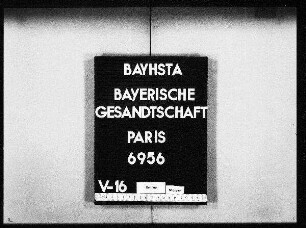 BAYHSTA
BAYERISCHE
GESANDTSCHAFT
PARIS
6956
V-16